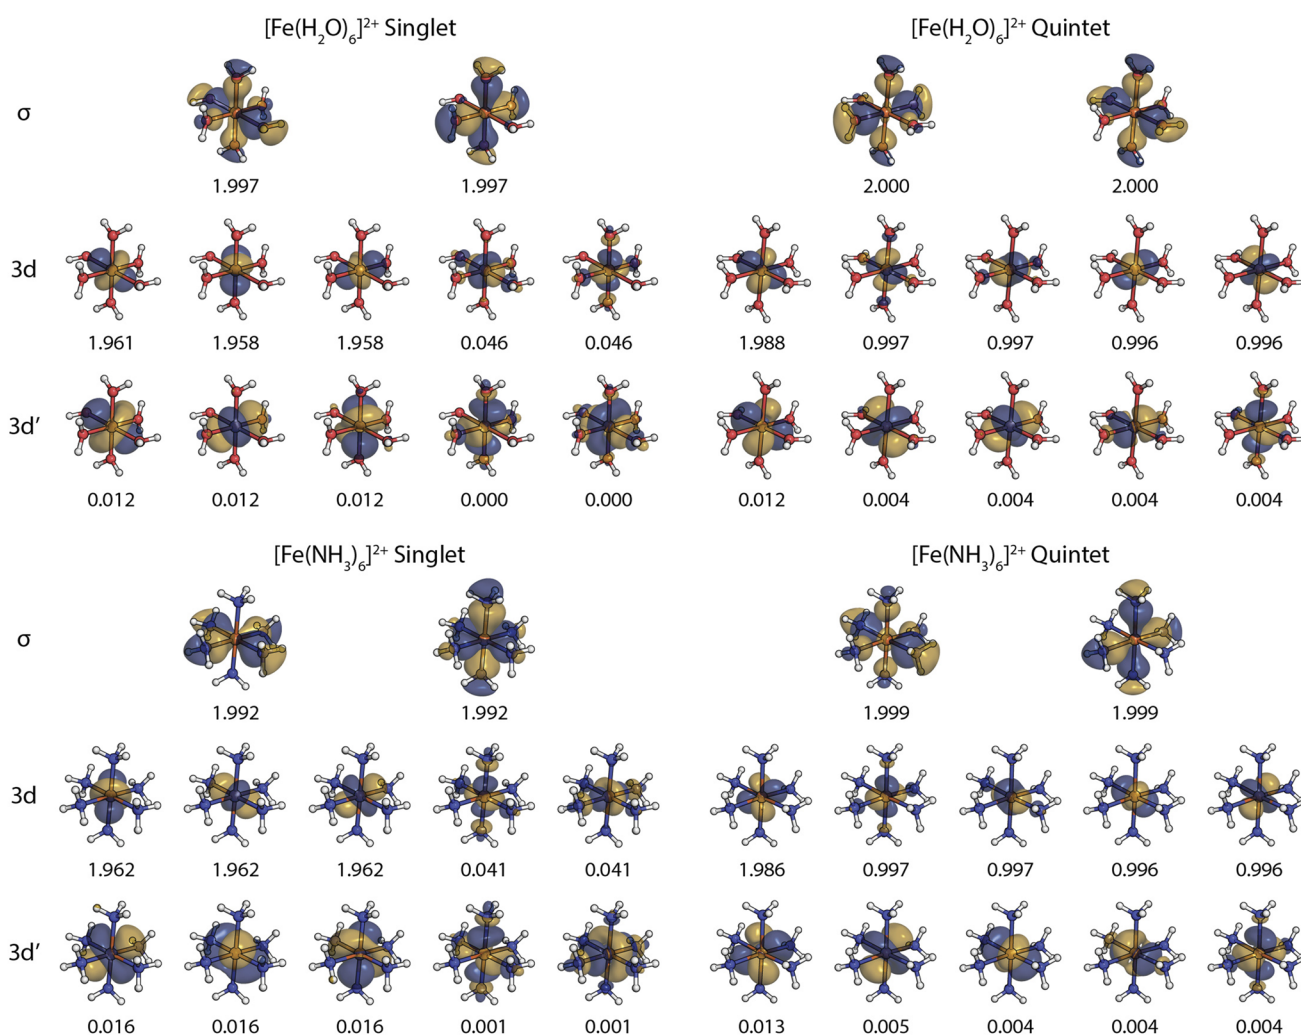 [Fe(H₂O)₆]²⁺ Singlet [Fe(H₂O)₆]²⁺ Quintet
σ
1.997 1.997 2.000 2.000
3d
1.961 1.958 1.958 0.046 0.046 1.988 0.997 0.997 0.996 0.996
3d′
0.012 0.012 0.012 0.000 0.000 0.012 0.004 0.004 0.004 0.004
[Fe(NH₃)₆]²⁺ Singlet [Fe(NH₃)₆]²⁺ Quintet
σ
1.992 1.992 1.999 1.999
3d
1.962 1.962 1.962 0.041 0.041 1.986 0.997 0.997 0.996 0.996
3d′
0.016 0.016 0.016 0.001 0.001 0.013 0.005 0.004 0.004 0.004